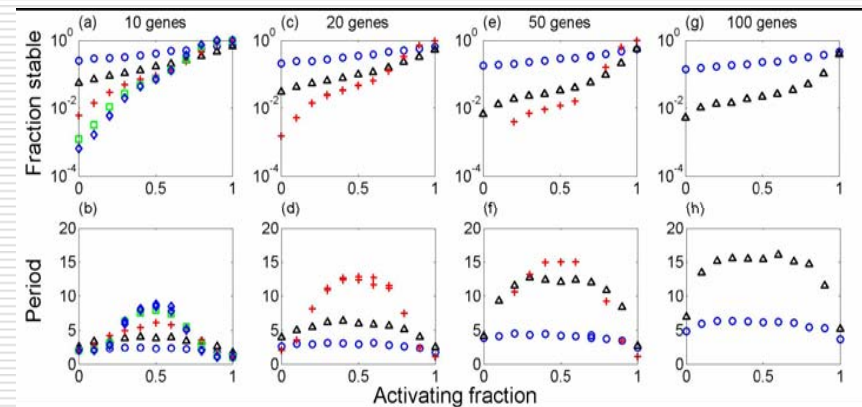 (a) 10 genes (c) 20 genes (e) 50 genes (g) 100 genes
Fraction stable
10^0 10^0 10^0 10^0
10^-2 10^-2 10^-2 10^-2
10^-4 10^-4 10^-4 10^-4
0 0.5 1 0 0.5 1 0 0.5 1 0 0.5 1
(b) (d) (f) (h)
Period
20 20 20 20
15 15 15 15
10 10 10 10
5 5 5 5
0 0 0 0
0 0.5 1 0 0.5 1 0 0.5 1 0 0.5 1
Activating fraction